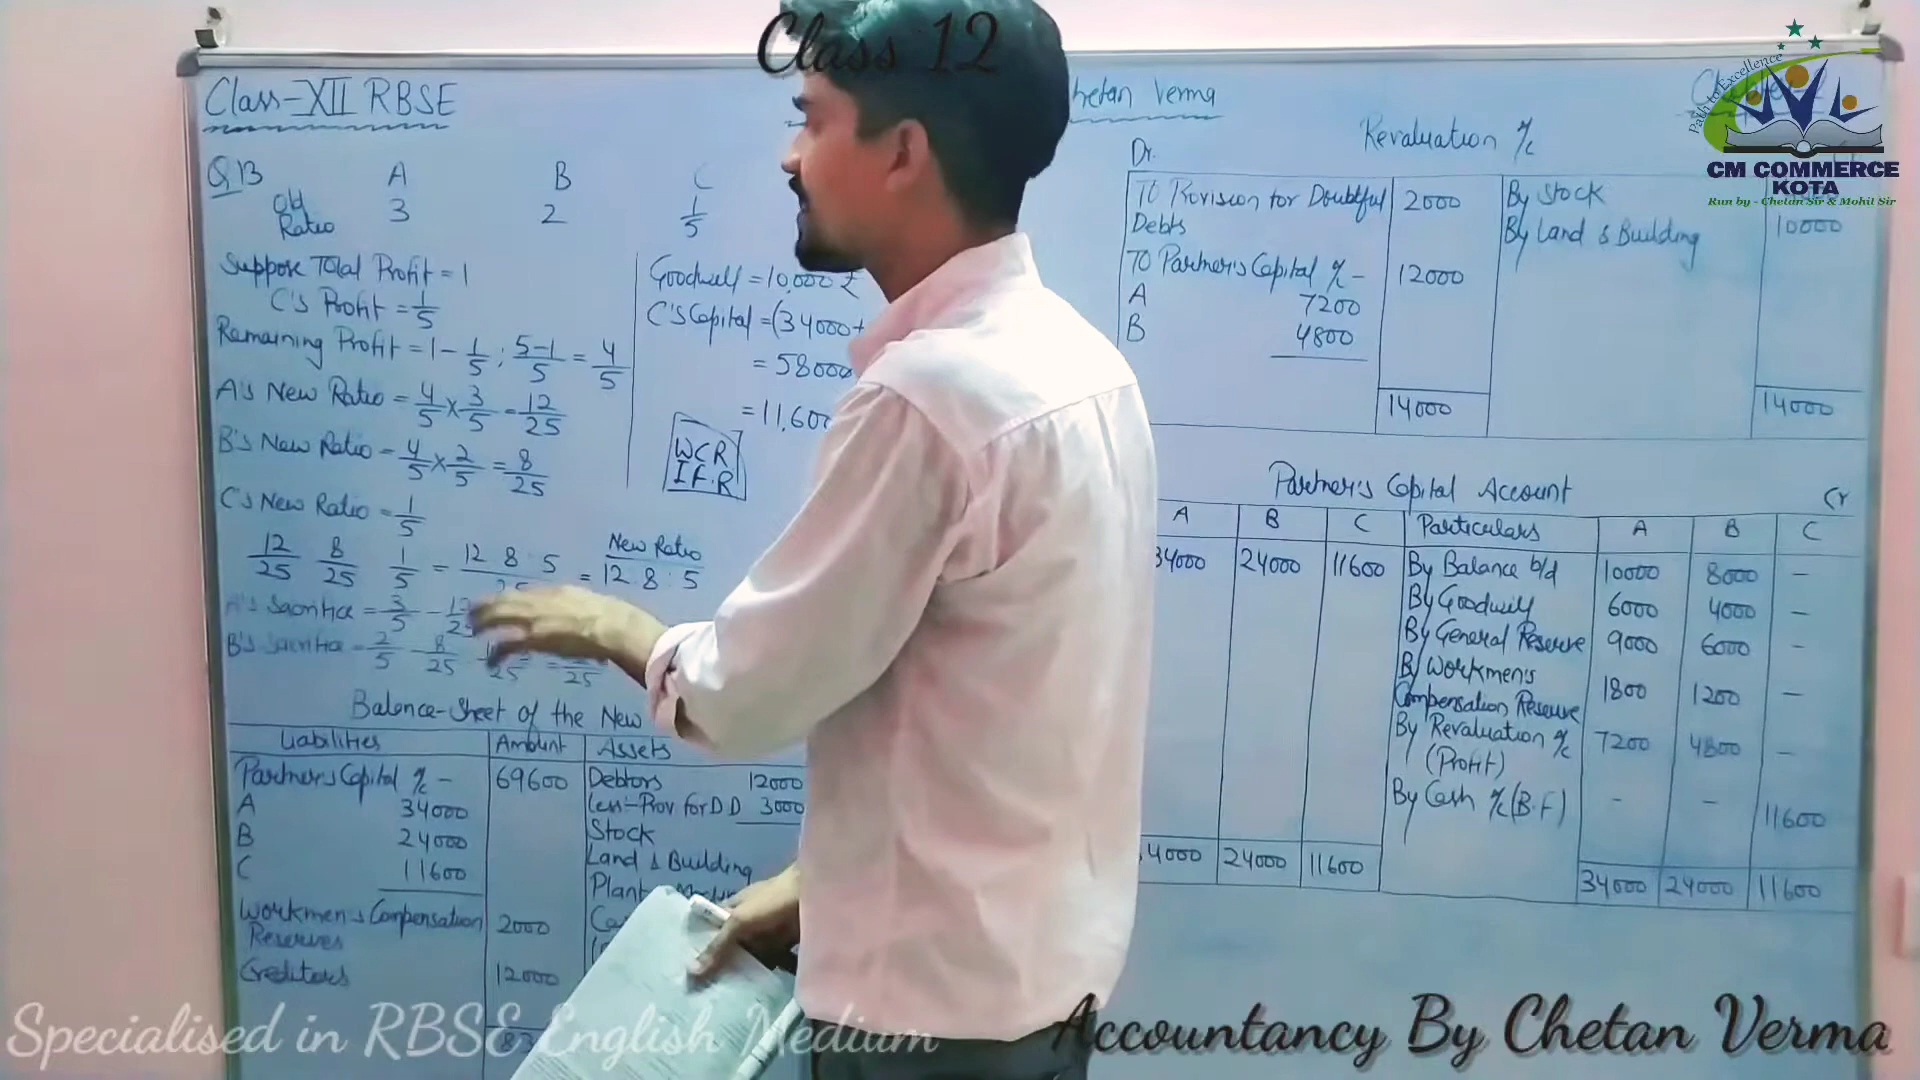 Class 12
Class-XII RBSE
Chetan Verma
Path to Excellence
CM COMMERCE
KOTA
Run by - Chetan Sir & Mohit Sir
Q.13 A B C
Old Ratio 3 2 1/5
Suppose Total Profit = 1
C's Profit = 1/5
Remaining Profit = 1 - 1/5 ; 5-1/5 = 4/5
A's New Ratio = 4/5 × 3/5 = 12/25
B's New Ratio = 4/5 × 2/5 = 8/25
C's New Ratio = 1/5
12/25 8/25 1/5 = 12 8 : 5/25 = New Ratio 12 : 8 : 5
A's Sacrifice = 3/5 - 12
B's Sacrifice = 2/5 - 8/25
Goodwill = 10,000 ₹
C's Capital = (34000+
= 58000
= 11,600
WCR
I.F.R
Balance-Sheet of the New
Liabilities Amount Assets
Partner's Capital A/c - 69600 Debtors 12000
A 34000 Less-Prov for D.D 3000
B 24000 Stock
C 11600 Land & Building
Plant
Workmen's Compensation 2000
Reserves
Creditors 12000
Revaluation A/c
Dr.
To Provision for Doubtful 2000 By Stock
Debts By Land & Building 10000
To Partner's Capital A/c - 12000
A 7200
B 4800
14000 14000
Partner's Capital Account Cr
A B C Particulars A B C
34000 24000 11600 By Balance b/d 10000 8000 -
By Goodwill 6000 4000 -
By General Reserve 9000 6000 -
By Workmen's
Compensation Reserve 1800 1200 -
By Revaluation A/c 7200 4800 -
(Profit)
By Cash A/c (B.F) - - 11600
4000 24000 11600 34000 24000 11600
Specialised in RBSE English Medium
Accountancy By Chetan Verma